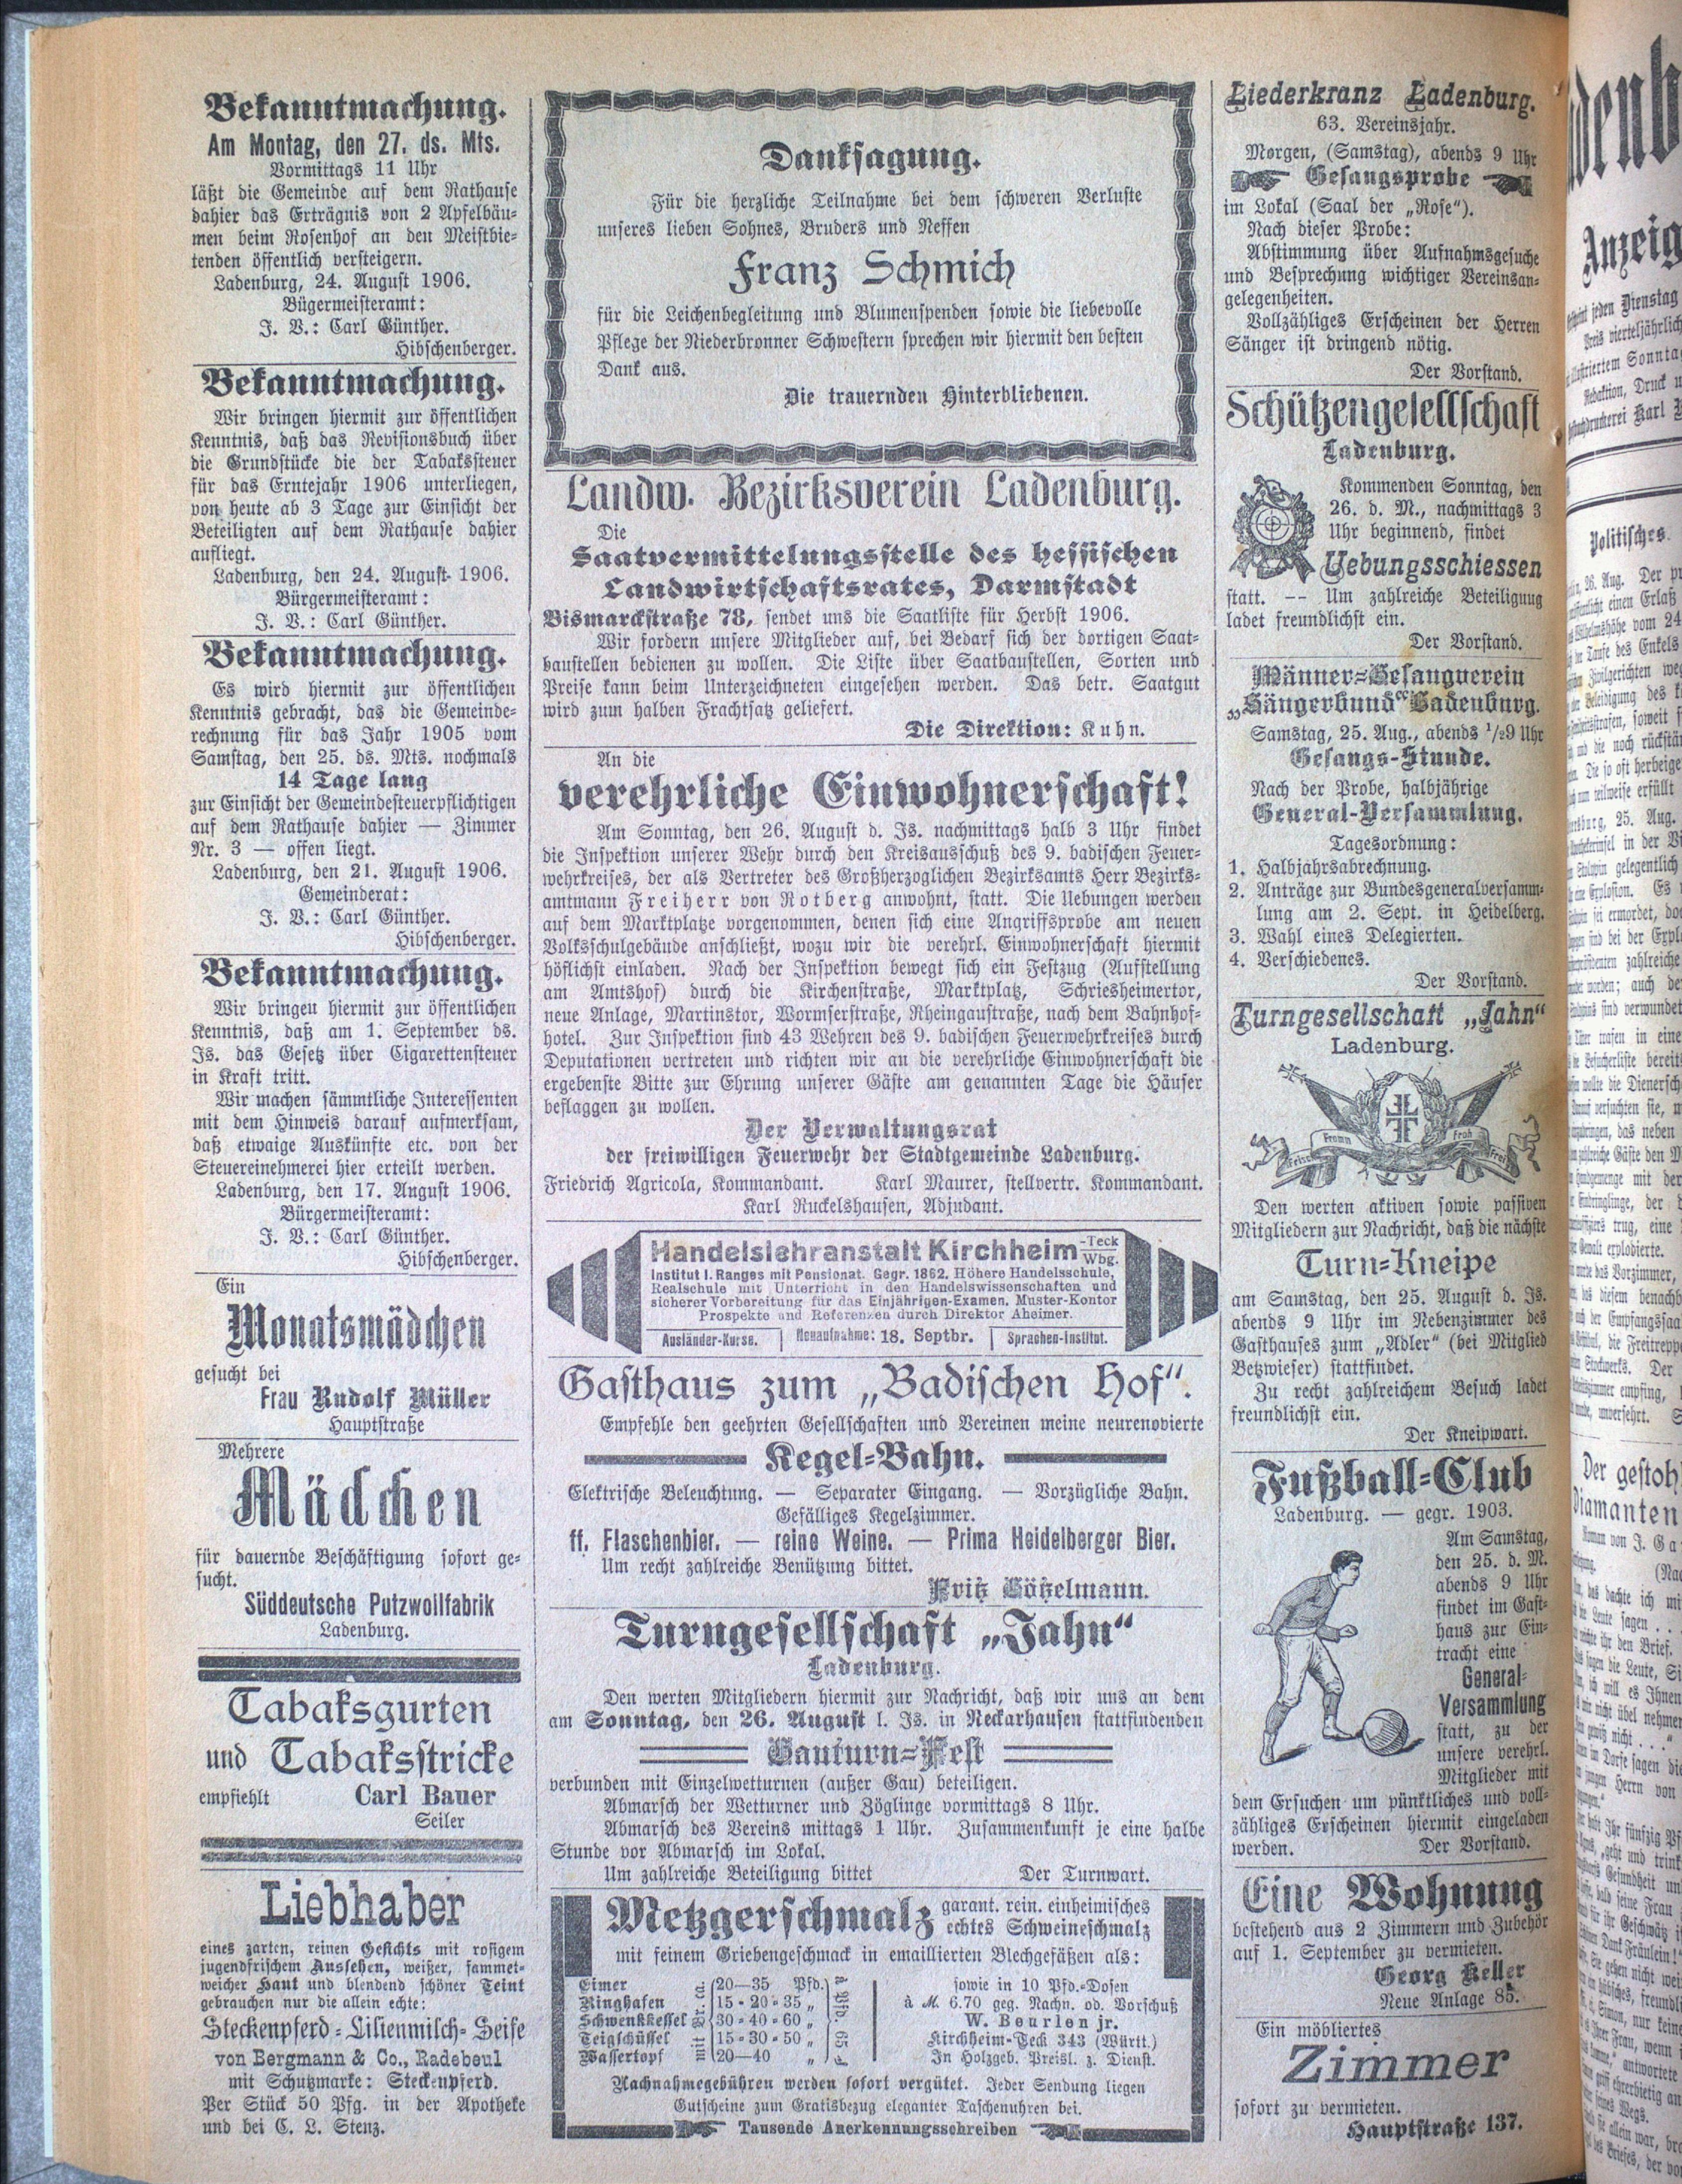 Bekanntmachung.
Am Montag, den 27. ds. Mts.
Vormittags 11 Uhr
läßt die Gemeinde auf dem Rathause
dahier das Erträgnis von 2 Apfelbäu-
men beim Rosenhof an den Meistbie-
tenden öffentlich versteigern.
Ladenburg, 24. August 1906.
Bügermeisteramt:
J. V.: Carl Günther.
Hibschenberger.
Bekanntmachung.
Wir bringen hiermit zur öffentlichen
Kenntnis, daß das Revisionsbuch über
die Grundstücke die der Tabaksteuer
für das Erntejahr 1906 unterliegen,
von heute ab 3 Tage zur Einsicht der
Beteiligten auf dem Rathause dahier
aufliegt.
Ladenburg, den 24. August 1906.
Bürgermeisteramt:
J. V.: Carl Günther.
Bekanntmachung.
Es wird hiermit zur öffentlichen
Kenntnis gebracht, das die Gemeinde-
rechnung für das Jahr 1905 vom
Samstag, den 25. ds. Mts. nochmals
14 Tage lang
zur Einsicht der Gemeindesteuerpflichtigen
auf dem Rathause dahier — Zimmer
Nr. 3 — offen liegt.
Ladenburg, den 21. August 1906.
Gemeinderat:
J. V.: Carl Günther.
Hibschenberger.
Bekanntmachung.
Wir bringen hiermit zur öffentlichen
Kenntnis, daß am 1. September ds.
Js. das Gesetz über Cigarettensteuer
in Kraft tritt.
Wir machen sämmtliche Interessenten
mit dem Hinweis darauf aufmerksam,
daß etwaige Auskünfte etc. von der
Steuereinehmerei hier erteilt werden.
Ladenburg, den 17. August 1906.
Bürgermeisteramt:
J. V.: Carl Günther.
Hibschenberger.
Ein
Monatsmädchen
gesucht bei
Frau Rudolf Müller
Hauptstraße
Mehrere
Mädchen
für dauernde Beschäftigung sofort ge-
sucht.
Süddeutsche Putzwollfabrik
Ladenburg.
Tabaksgurten
und Tabaksstricke
empfiehlt Carl Bauer
Seiler
Liebhaber
eines zarten, reinen Gesichts mit rosigem
jugendfrischem Aussehen, weißer, sammet-
weicher Haut und blendend schöner Teint
gebrauchen nur die allein echte:
Steckenpferd-Lilienmilch-Seife
von Bergmann & Co., Radebeul
mit Schutzmarke: Steckenpferd.
Per Stück 50 Pfg. in der Apotheke
und bei C. L. Stenz.
Danksagung.
Für die herzliche Teilnahme bei dem schweren Verluste
unseres lieben Sohnes, Bruders und Neffen
Franz Schmich
für die Leichenbegleitung und Blumenspenden sowie die liebevolle
Pflege der Niederbronner Schwestern sprechen wir hiermit den besten
Dank aus.
Die trauernden Hinterbliebenen.
Landw. Bezirksverein Ladenburg.
Die
Saatvermittelungsstelle des hessischen
Landwirtschaftsrates, Darmstadt
Bismarckstraße 78, sendet uns die Saatliste für Herbst 1906.
Wir fordern unsere Mitglieder auf, bei Bedarf sich der dortigen Saat-
baustellen bedienen zu wollen. Die Liste über Saatbaustellen, Sorten und
Preise kann beim Unterzeichneten eingesehen werden. Das betr. Saatgut
wird zum halben Frachtsatz geliefert.
Die Direktion: Kuhn.
An die
verehrliche Einwohnerschaft!
Am Sonntag, den 26. August d. Js. nachmittags halb 3 Uhr findet
die Inspektion unserer Wehr durch den Kreisausschuß des 9. badischen Feuer-
wehrkreises, der als Vertreter des Großherzoglichen Bezirksamts Herr Bezirks-
amtmann Freiherr von Rotberg anwohnt, statt. Die Uebungen werden
auf dem Marktplatze vorgenommen, denen sich eine Angriffsprobe am neuen
Volksschulgebäude anschließt, wozu wir die verehrl. Einwohnerschaft hiermit
höflichst einladen. Nach der Inspektion bewegt sich ein Festzug (Aufstellung
am Amtshof) durch die Kirchenstraße, Marktplatz, Schriesheimertor,
neue Anlage, Martinstor, Wormserstraße, Rheingaustraße, nach dem Bahnhof-
hotel. Zur Inspektion sind 43 Wehren des 9. badischen Feuerwehrkreises durch
Deputationen vertreten und richten wir an die verehrliche Einwohnerschaft die
ergebenste Bitte zur Ehrung unserer Gäste am genannten Tage die Häuser
beflaggen zu wollen.
Der Verwaltungsrat
der freiwilligen Feuerwehr der Stadtgemeinde Ladenburg.
Friedrich Agricola, Kommandant. Karl Maurer, stellvertr. Kommandant.
Karl Ruckelshausen, Adjudant.
Handelslehranstalt Kirchheim-Teck Wbg.
Institut I. Ranges mit Pensionat. Gegr. 1862. Höhere Handelsschule,
Realschule mit Unterricht in den Handelswissenschaften und
sicherer Vorbereitung für das Einjährigen-Examen. Muster-Kontor
Prospekte und Referenzen durch Direktor Aheimer.
Ausländer-Kurse. Neuaufnahme: 18. Septbr. Sprachen-Institut.
Gasthaus zum „Badischen Hof“.
Empfehle den geehrten Gesellschaften und Vereinen meine neurenovierte
Kegel-Bahn.
Elektrische Beleuchtung. — Separater Eingang. — Vorzügliche Bahn.
Gefälliges Kegelzimmer.
ff. Flaschenbier. — reine Weine. — Prima Heidelberger Bier.
Um recht zahlreiche Benützung bittet.
Fritz Götzelmann.
Turngesellschaft „Jahn“
Ladenburg.
Den werten Mitgliedern hiermit zur Nachricht, daß wir uns an dem
am Sonntag, den 26. August l. Js. in Neckarhausen stattfindenden
Gauturn-Fest
verbunden mit Einzelwetturnen (außer Gau) beteiligen.
Abmarsch der Wetturner und Zöglinge vormittags 8 Uhr.
Abmarsch des Vereins mittags 1 Uhr. Zusammenkunft je eine halbe
Stunde vor Abmarsch im Lokal.
Um zahlreiche Beteiligung bittet Der Turnwart.
Metzgerschmalz garant. rein. einheimisches
echtes Schweineschmalz
mit feinem Griebengeschmack in emaillierten Blechgefäßen als:
Eimer 20—35 Pfd.
Ringhafen 15-20-35 „
Schwenkkessel 30-40-60 „
Teigschüssel 15-30-50 „
Wassertopf 20—40 „
sowie in 10 Pfd.-Dosen
à M. 6.70 geg. Nachn. od. Vorschuß
W. Beurlen jr.
Kirchheim-Teck 343 (Württ.)
In Holzgeb. Preisl. z. Dienst.
Nachnahmegebühren werden sofort vergütet. Jeder Sendung liegen
Gutscheine zum Gratisbezug eleganter Taschenuhren bei.
Tausende Anerkennungsschreiben
Liederkranz Ladenburg.
63. Vereinsjahr.
Morgen, (Samstag), abends 9 Uhr
Gesangsprobe
im Lokal (Saal der „Rose“).
Nach dieser Probe:
Abstimmung über Aufnahmsgesuche
und Besprechung wichtiger Vereinsan-
gelegenheiten.
Vollzähliges Erscheinen der Herren
Sänger ist dringend nötig.
Der Vorstand.
Schützengesellschaft
Ladenburg.
Kommenden Sonntag, den
26. d. M., nachmittags 3
Uhr beginnend, findet
Uebungsschiessen
statt. -- Um zahlreiche Beteiligung
ladet freundlichst ein.
Der Vorstand.
Männer-Gesangverein
„Sängerbund“ Ladenburg.
Samstag, 25. Aug., abends 1/29 Uhr
Gesangs-Stunde.
Nach der Probe, halbjährige
General-Versammlung.
Tagesordnung:
1. Halbjahrsabrechnung.
2. Anträge zur Bundesgeneralversamm-
lung am 2. Sept. in Heidelberg.
3. Wahl eines Delegierten.
4. Verschiedenes.
Der Vorstand.
Turngesellschaft „Jahn“
Ladenburg.
Frisch Fromm Froh Frei
Den werten aktiven sowie passiven
Mitgliedern zur Nachricht, daß die nächste
Turn-Kneipe
am Samstag, den 25. August d. Js.
abends 9 Uhr im Nebenzimmer des
Gasthauses zum „Adler“ (bei Mitglied
Betzwieser) stattfindet.
Zu recht zahlreichem Besuch ladet
freundlichst ein.
Der Kneipwart.
Fußball-Club
Ladenburg. — gegr. 1903.
Am Samstag,
den 25. d. M.
abends 9 Uhr
findet im Gast-
haus zur Ein-
tracht eine
General-
Versammlung
statt, zu der
unsere verehrl.
Mitglieder mit
dem Ersuchen um pünktliches und voll-
zähliges Erscheinen hiermit eingeladen
werden. Der Vorstand.
Eine Wohnung
bestehend aus 2 Zimmern und Zubehör
auf 1. September zu vermieten.
Georg Keller
Neue Anlage 85.
Ein möbliertes
Zimmer
sofort zu vermieten.
Hauptstraße 137.
Anzeig
Politisches.
Der gestoh
Diamanten